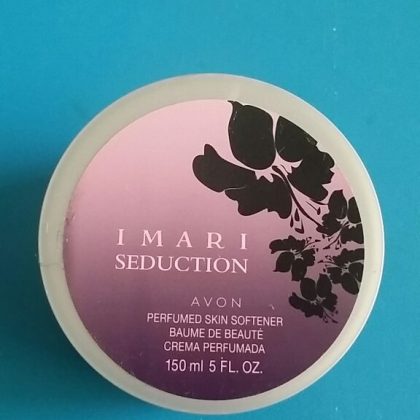 IMARI
SEDUCTION
AVON
PERFUMED SKIN SOFTENER
BAUME DE BEAUTÉ
CREMA PERFUMADA
150 ml 5 FL. OZ.